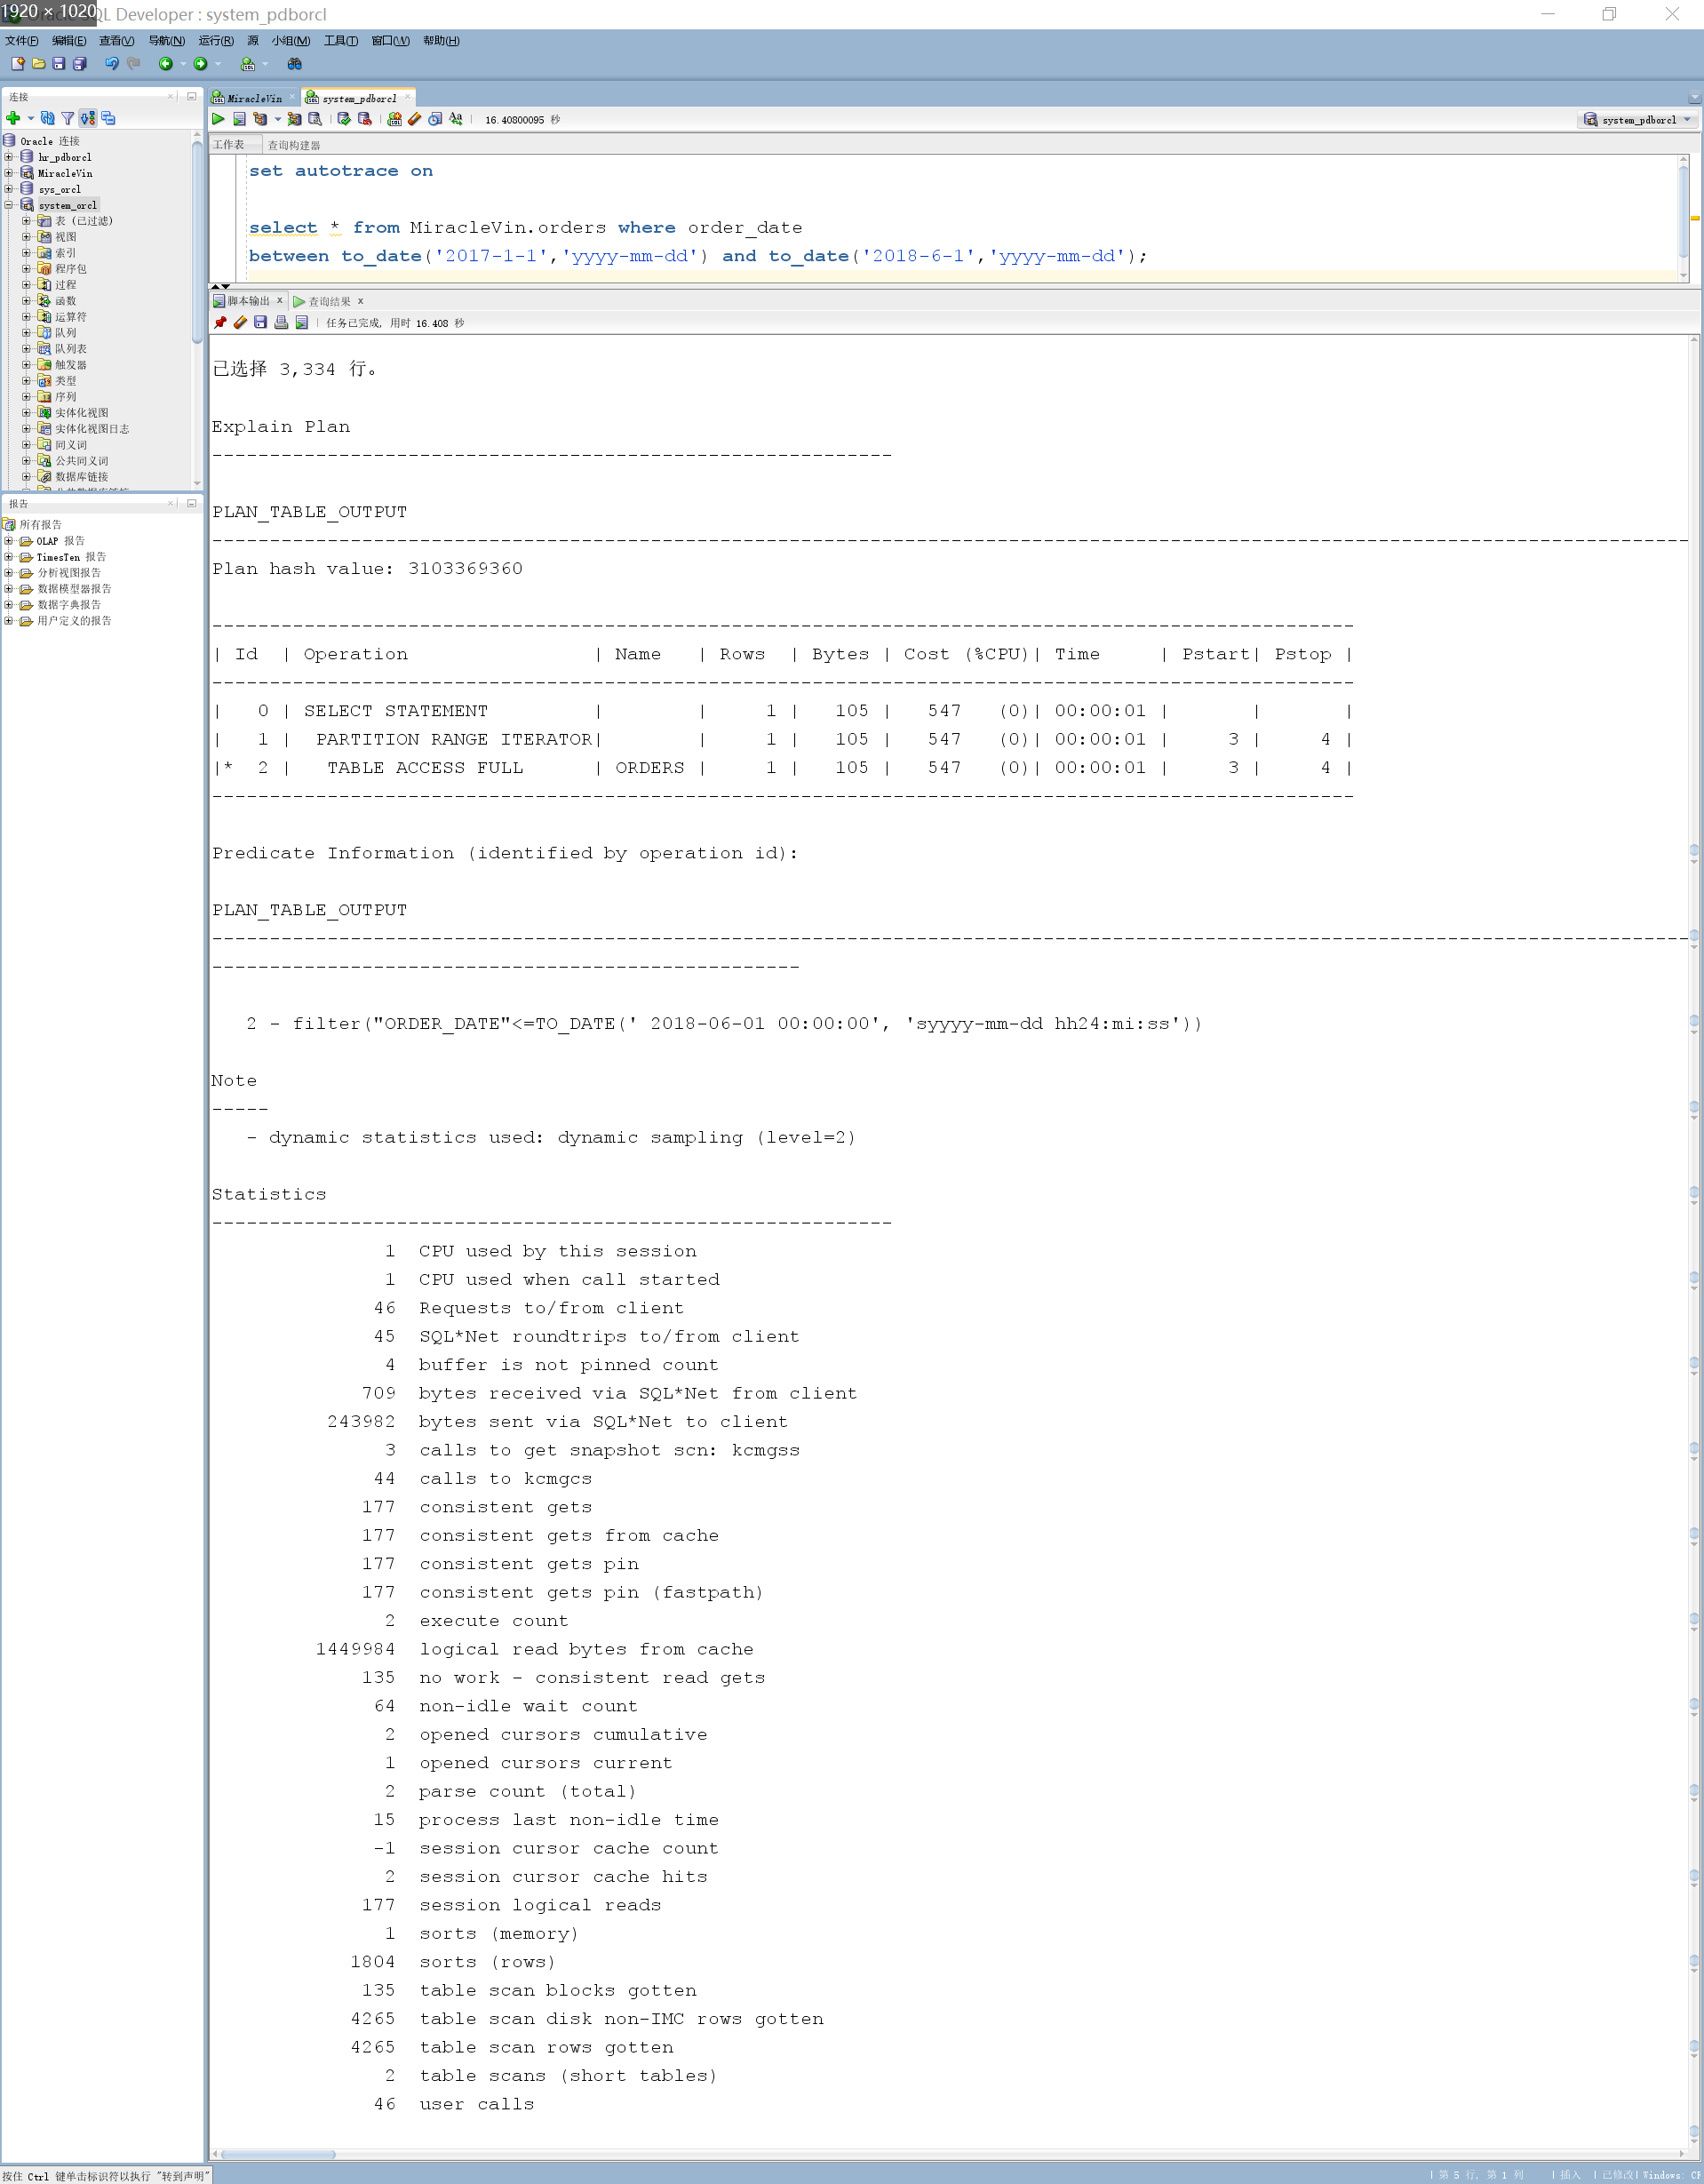 1920 × 1020
SQL Developer : system_pdborcl
文件(F) 编辑(E) 查看(V) 导航(N) 运行(R) 源 小组(M) 工具(T) 窗口(W) 帮助(H)
连接
Oracle 连接
hr_pdborcl
MiracleVin
sys_orcl
system_orcl
表 (已过滤)
视图
索引
程序包
过程
函数
运算符
队列
队列表
触发器
类型
序列
实体化视图
实体化视图日志
同义词
公共同义词
数据库链接
报告
所有报告
OLAP 报告
TimesTen 报告
分析视图报告
数据模型器报告
数据字典报告
用户定义的报告
MiracleVin system_pdborcl
16.40800095 秒
system_pdborcl
工作表 查询构建器
set autotrace on
select * from MiracleVin.orders where order_date
between to_date('2017-1-1','yyyy-mm-dd') and to_date('2018-6-1','yyyy-mm-dd');
脚本输出 x 查询结果 x
任务已完成, 用时 16.408 秒
已选择 3,334 行。
Explain Plan
-----------------------------------------------------------
PLAN_TABLE_OUTPUT
--------------------------------------------------------------------------------------------------------------------------------
Plan hash value: 3103369360
---------------------------------------------------------------------------------------------------
| Id  | Operation                | Name   | Rows  | Bytes | Cost (%CPU)| Time     | Pstart| Pstop |
---------------------------------------------------------------------------------------------------
|   0 | SELECT STATEMENT         |        |     1 |   105 |   547   (0)| 00:00:01 |       |       |
|   1 |  PARTITION RANGE ITERATOR|        |     1 |   105 |   547   (0)| 00:00:01 |     3 |     4 |
|*  2 |   TABLE ACCESS FULL      | ORDERS |     1 |   105 |   547   (0)| 00:00:01 |     3 |     4 |
---------------------------------------------------------------------------------------------------
Predicate Information (identified by operation id):
PLAN_TABLE_OUTPUT
--------------------------------------------------------------------------------------------------------------------------------
---------------------------------------------------
2 - filter("ORDER_DATE"<=TO_DATE(' 2018-06-01 00:00:00', 'syyyy-mm-dd hh24:mi:ss'))
Note
-----
- dynamic statistics used: dynamic sampling (level=2)
Statistics
-----------------------------------------------------------
1 CPU used by this session
1 CPU used when call started
46 Requests to/from client
45 SQL*Net roundtrips to/from client
4 buffer is not pinned count
709 bytes received via SQL*Net from client
243982 bytes sent via SQL*Net to client
3 calls to get snapshot scn: kcmgss
44 calls to kcmgcs
177 consistent gets
177 consistent gets from cache
177 consistent gets pin
177 consistent gets pin (fastpath)
2 execute count
1449984 logical read bytes from cache
135 no work - consistent read gets
64 non-idle wait count
2 opened cursors cumulative
1 opened cursors current
2 parse count (total)
15 process last non-idle time
-1 session cursor cache count
2 session cursor cache hits
177 session logical reads
1 sorts (memory)
1804 sorts (rows)
135 table scan blocks gotten
4265 table scan disk non-IMC rows gotten
4265 table scan rows gotten
2 table scans (short tables)
46 user calls
按住 Ctrl 键单击标识符以执行 "转到声明"
第 5 行, 第 1 列 | 插入 | 已修改| Windows: CR